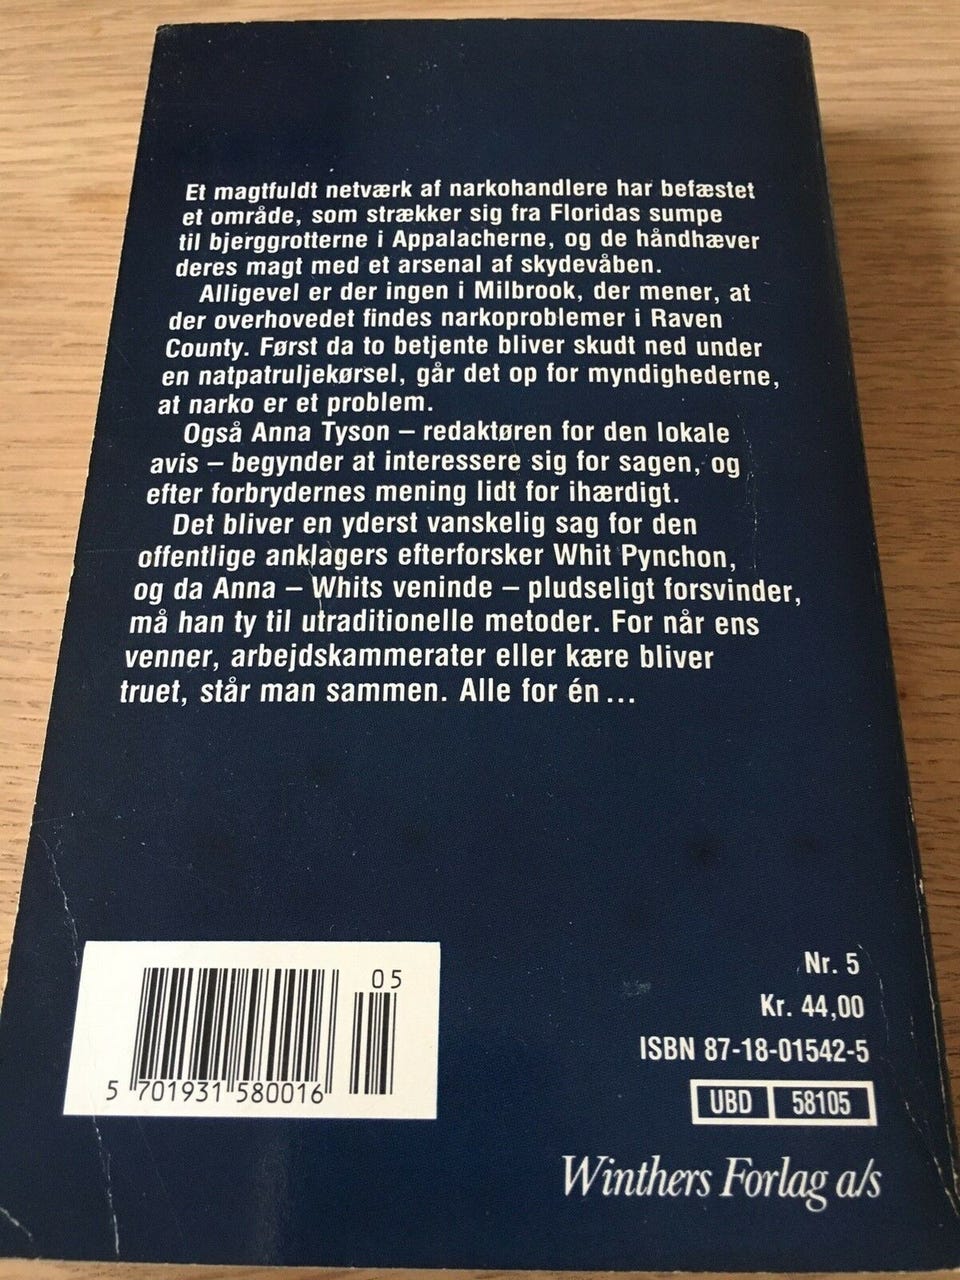 Et magtfuldt netværk af narkohandlere har befæstet
et område, som strækker sig fra Floridas sumpe
til bjerggrotterne i Appalacherne, og de håndhæver
deres magt med et arsenal af skydevåben.
Alligevel er der ingen i Milbrook, der mener, at
der overhovedet findes narkoproblemer i Raven
County. Først da to betjente bliver skudt ned under
en natpatruljekørsel, går det op for myndighederne,
at narko er et problem.
Også Anna Tyson – redaktøren for den lokale
avis – begynder at interessere sig for sagen, og
efter forbrydernes mening lidt for ihærdigt.
Det bliver en yderst vanskelig sag for den
offentlige anklagers efterforsker Whit Pynchon,
og da Anna – Whits veninde – pludseligt forsvinder,
må han ty til utraditionelle metoder. For når ens
venner, arbejdskammerater eller kære bliver
truet, står man sammen. Alle for én ...
05
5 701931 580016
Nr. 5
Kr. 44,00
ISBN 87-18-01542-5
UBD 58105
Winthers Forlag a/s